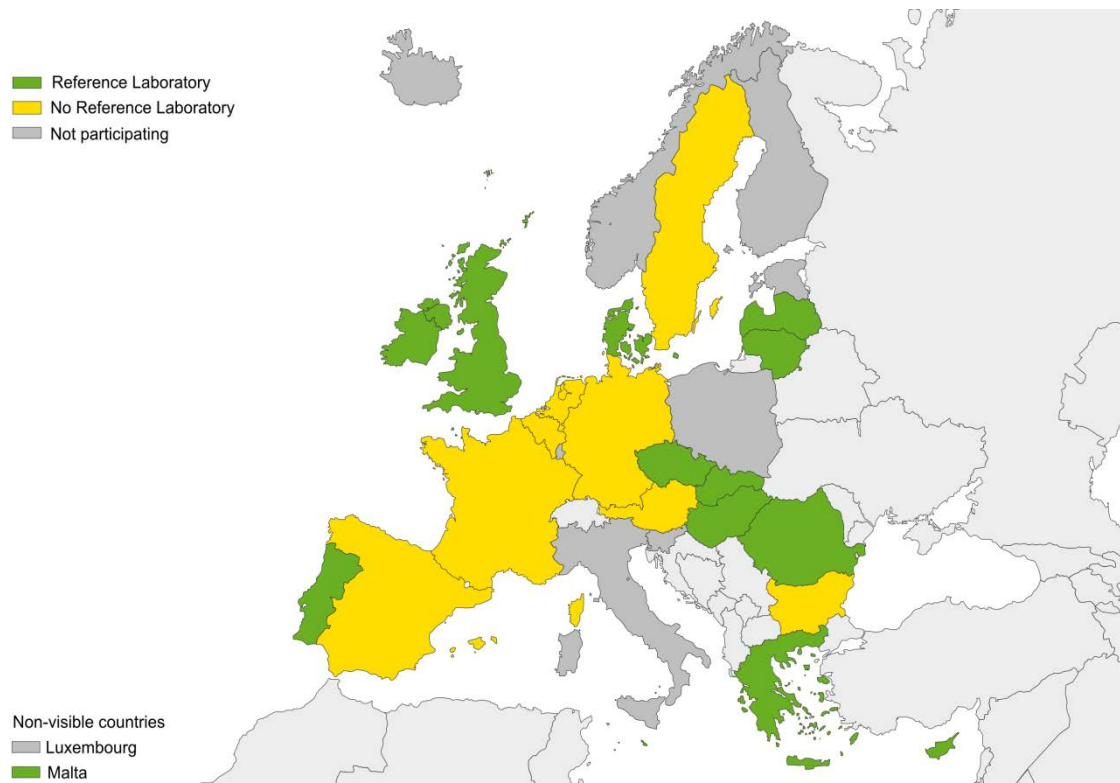 Reference Laboratory
No Reference Laboratory
Not participating
Non-visible countries
Luxembourg
Malta